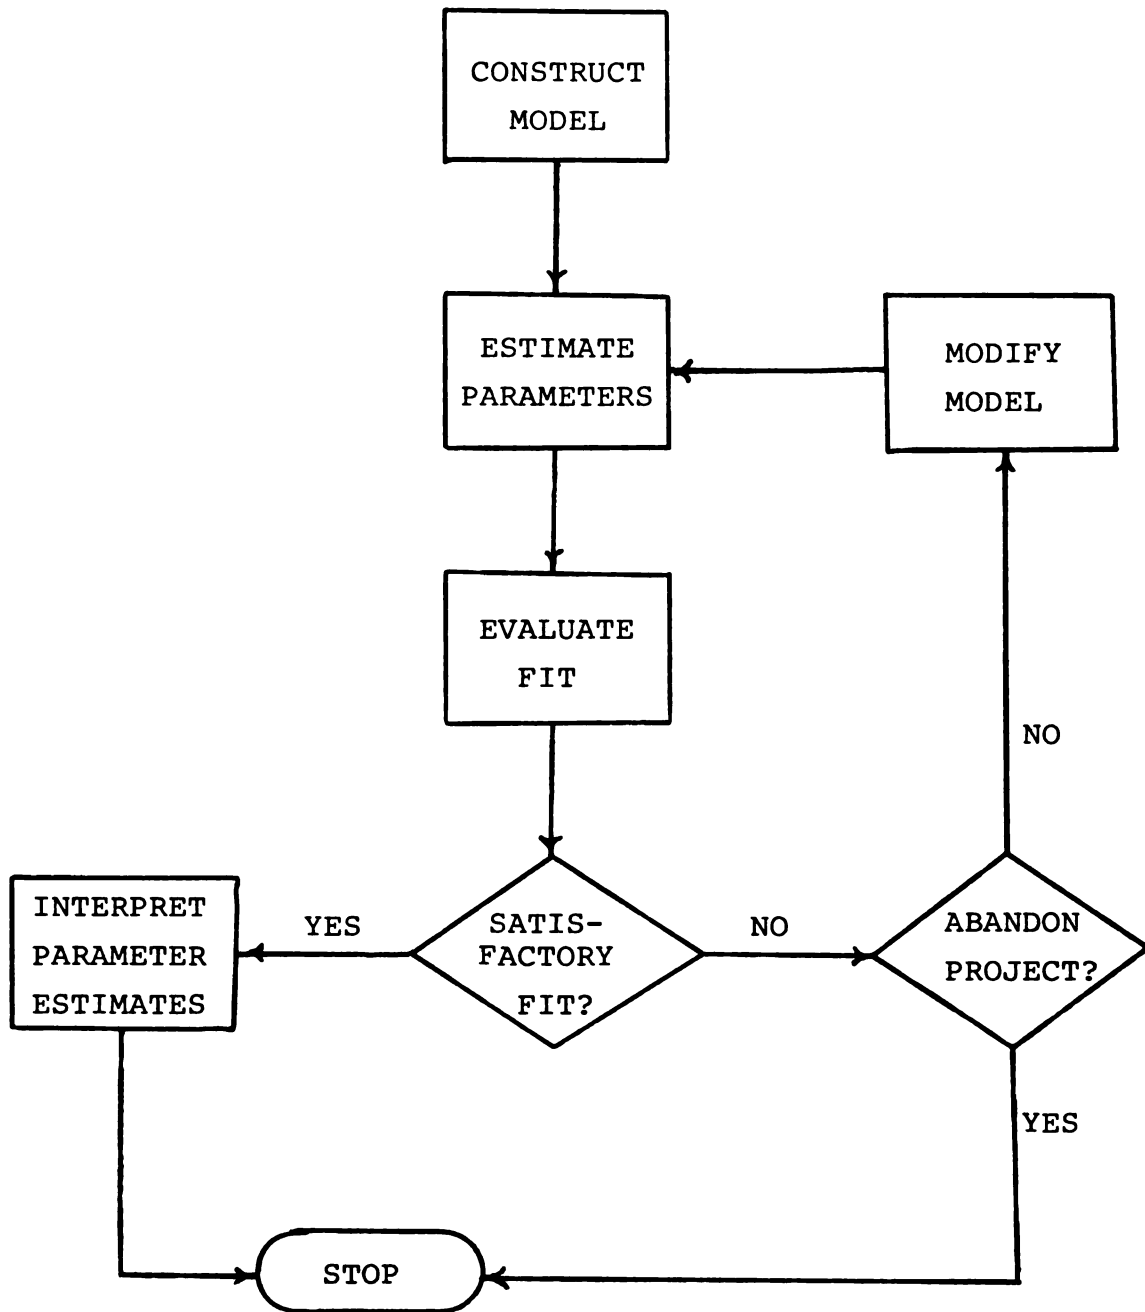 CONSTRUCT
MODEL
ESTIMATE
PARAMETERS
MODIFY
MODEL
EVALUATE
FIT
NO
INTERPRET
PARAMETER
ESTIMATES
YES
SATIS-
FACTORY
FIT?
NO
ABANDON
PROJECT?
YES
STOP